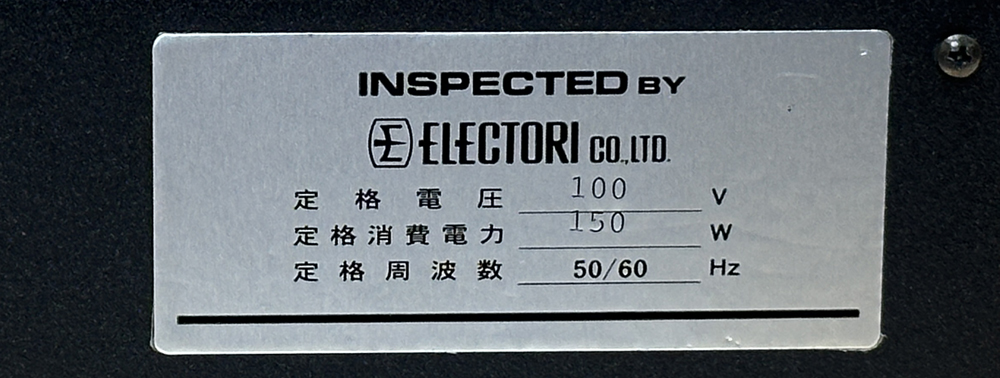 INSPECTED BY
E ELECTORI CO.,LTD.
定格電圧 100 V
定格消費電力 150 W
定格周波数 50/60 Hz